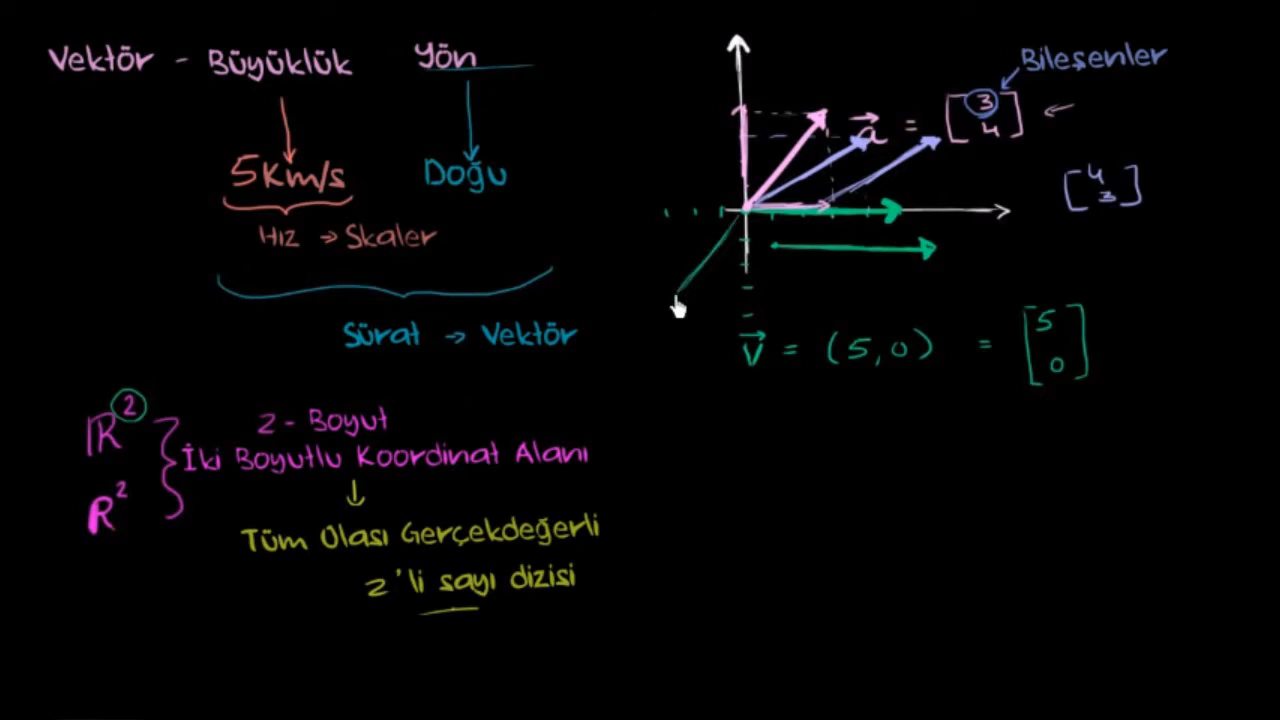 Vektör - Büyüklük Yön
5Km/s Doğu
Hız → Skaler
Sürat → Vektör
ℝ²
R²
2 - Boyut
İki Boyutlu Koordinat Alanı
Tüm Olası Gerçekdeğerli
2'li sayı dizisi
Bileşenler
a = [3
4]
[4
3]
V = (5,0) = [5
0]